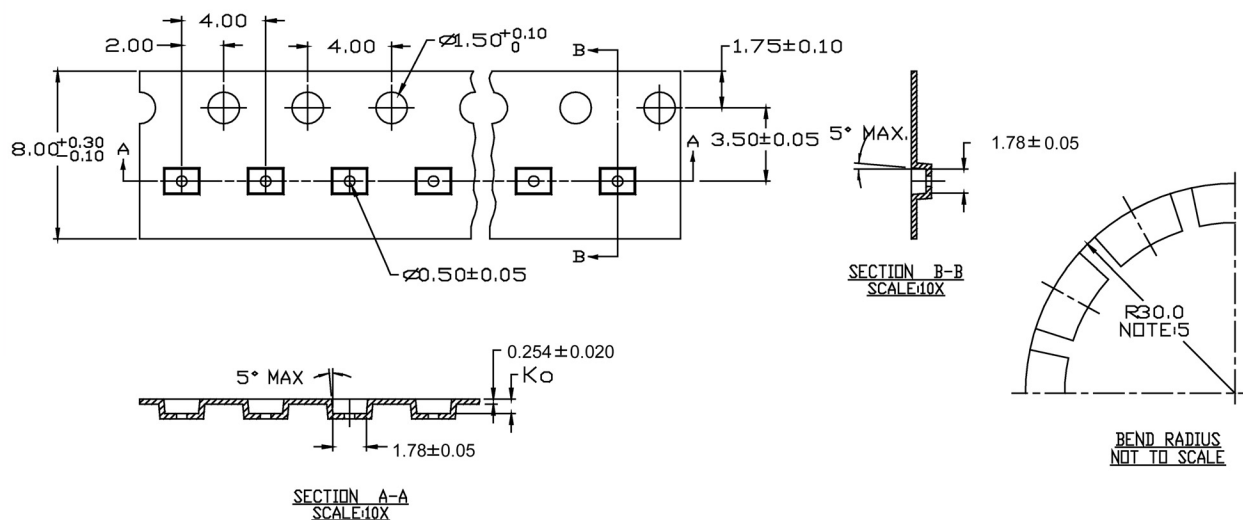 4.00
2.00
4.00
⌀1.50 +0.10 0
B
1.75±0.10
8.00 +0.30 -0.10
A
A
3.50±0.05
5° MAX.
1.78±0.05
B
⌀0.50±0.05
SECTION B-B
SCALE:10X
R30.0
NOTE:5
0.254±0.020
5° MAX
Ko
1.78±0.05
BEND RADIUS
NOT TO SCALE
SECTION A-A
SCALE:10X